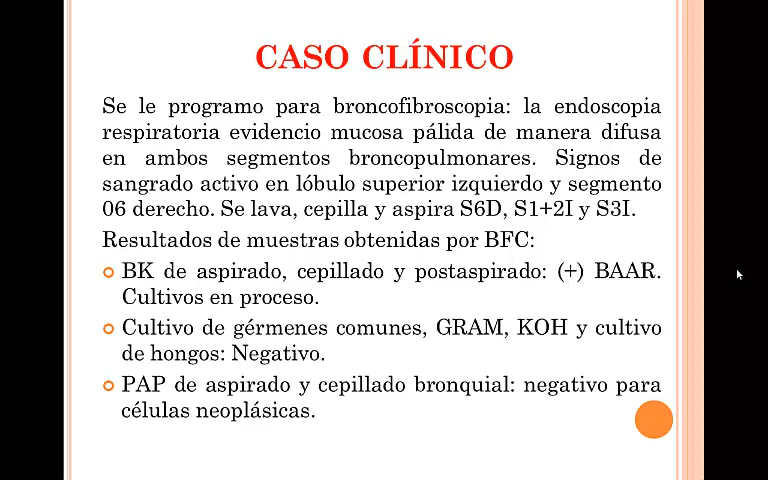 CASO CLÍNICO
Se le programo para broncofibroscopia: la endoscopia
respiratoria evidencio mucosa pálida de manera difusa
en ambos segmentos broncopulmonares. Signos de
sangrado activo en lóbulo superior izquierdo y segmento
06 derecho. Se lava, cepilla y aspira S6D, S1+2I y S3I.
Resultados de muestras obtenidas por BFC:
BK de aspirado, cepillado y postaspirado: (+) BAAR.
Cultivos en proceso.
Cultivo de gérmenes comunes, GRAM, KOH y cultivo
de hongos: Negativo.
PAP de aspirado y cepillado bronquial: negativo para
células neoplásicas.